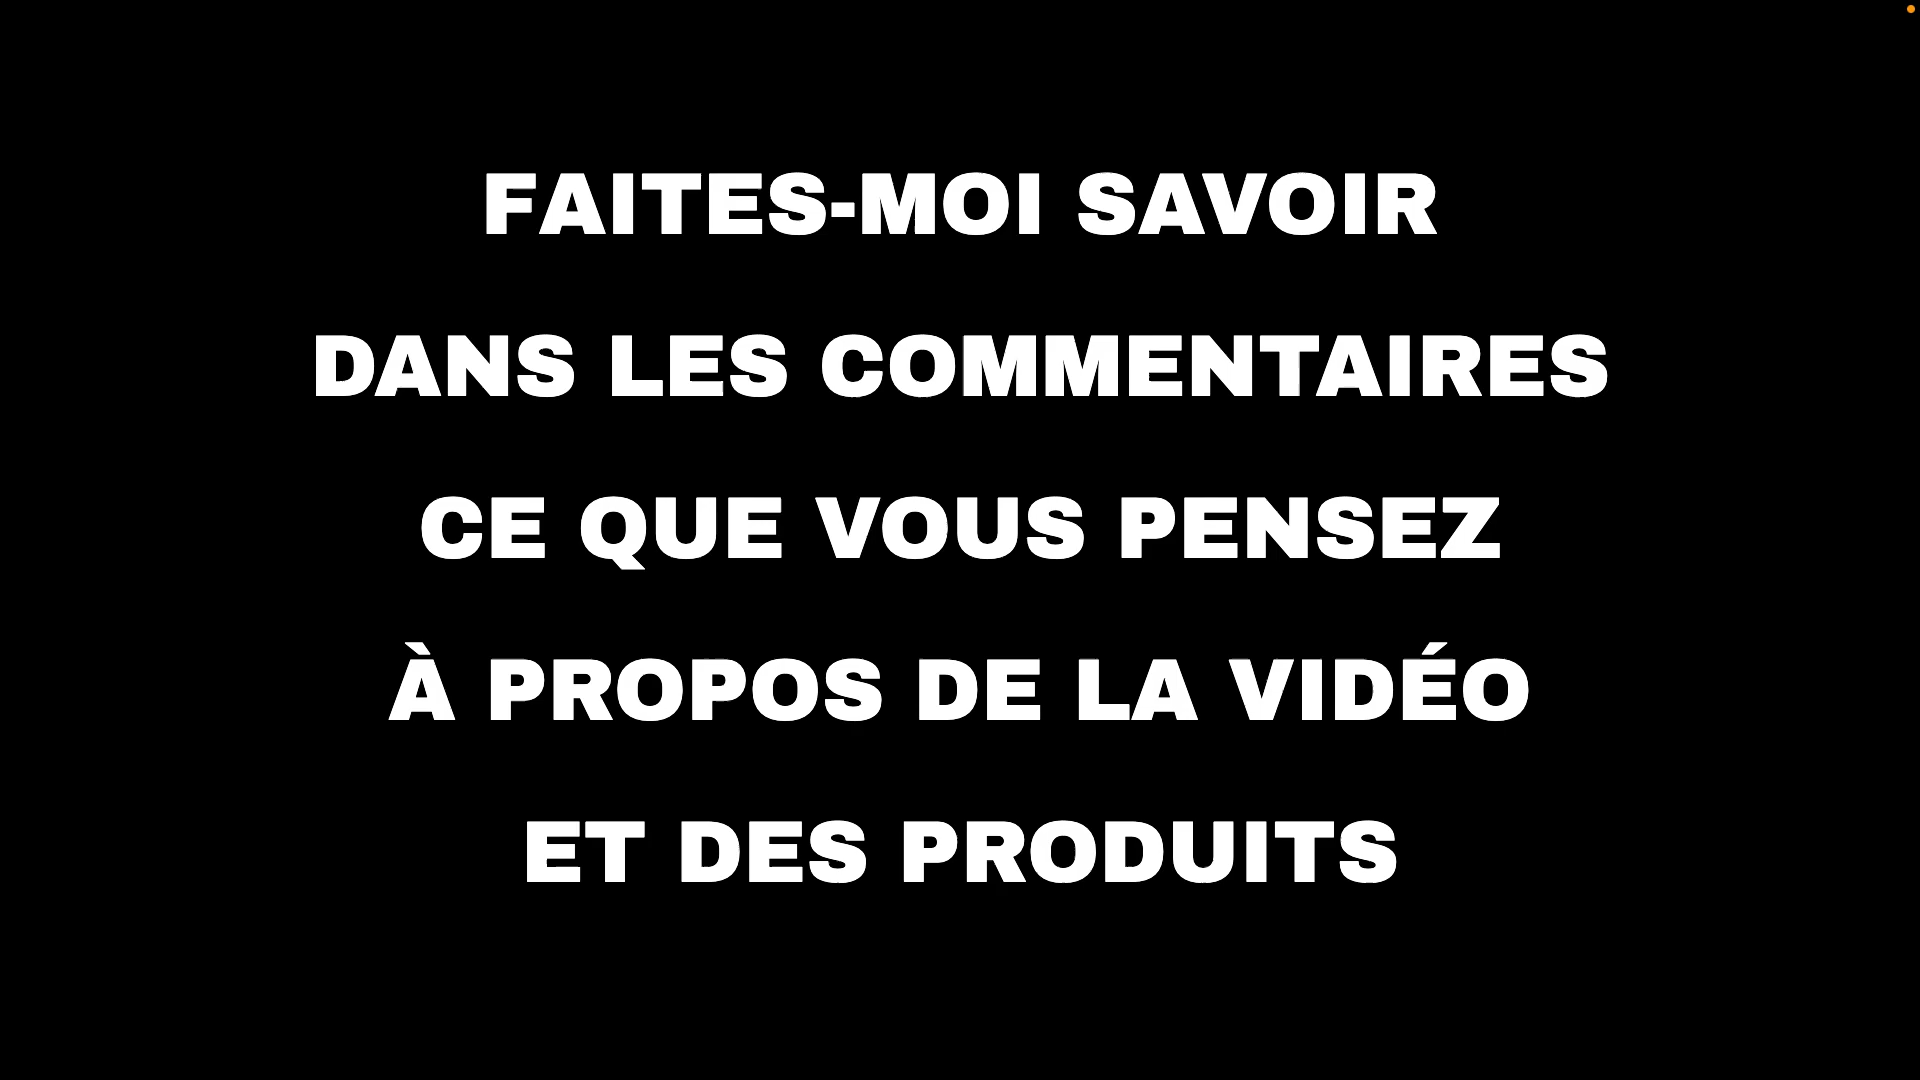 FAITES-MOI SAVOIR
DANS LES COMMENTAIRES
CE QUE VOUS PENSEZ
À PROPOS DE LA VIDÉO
ET DES PRODUITS